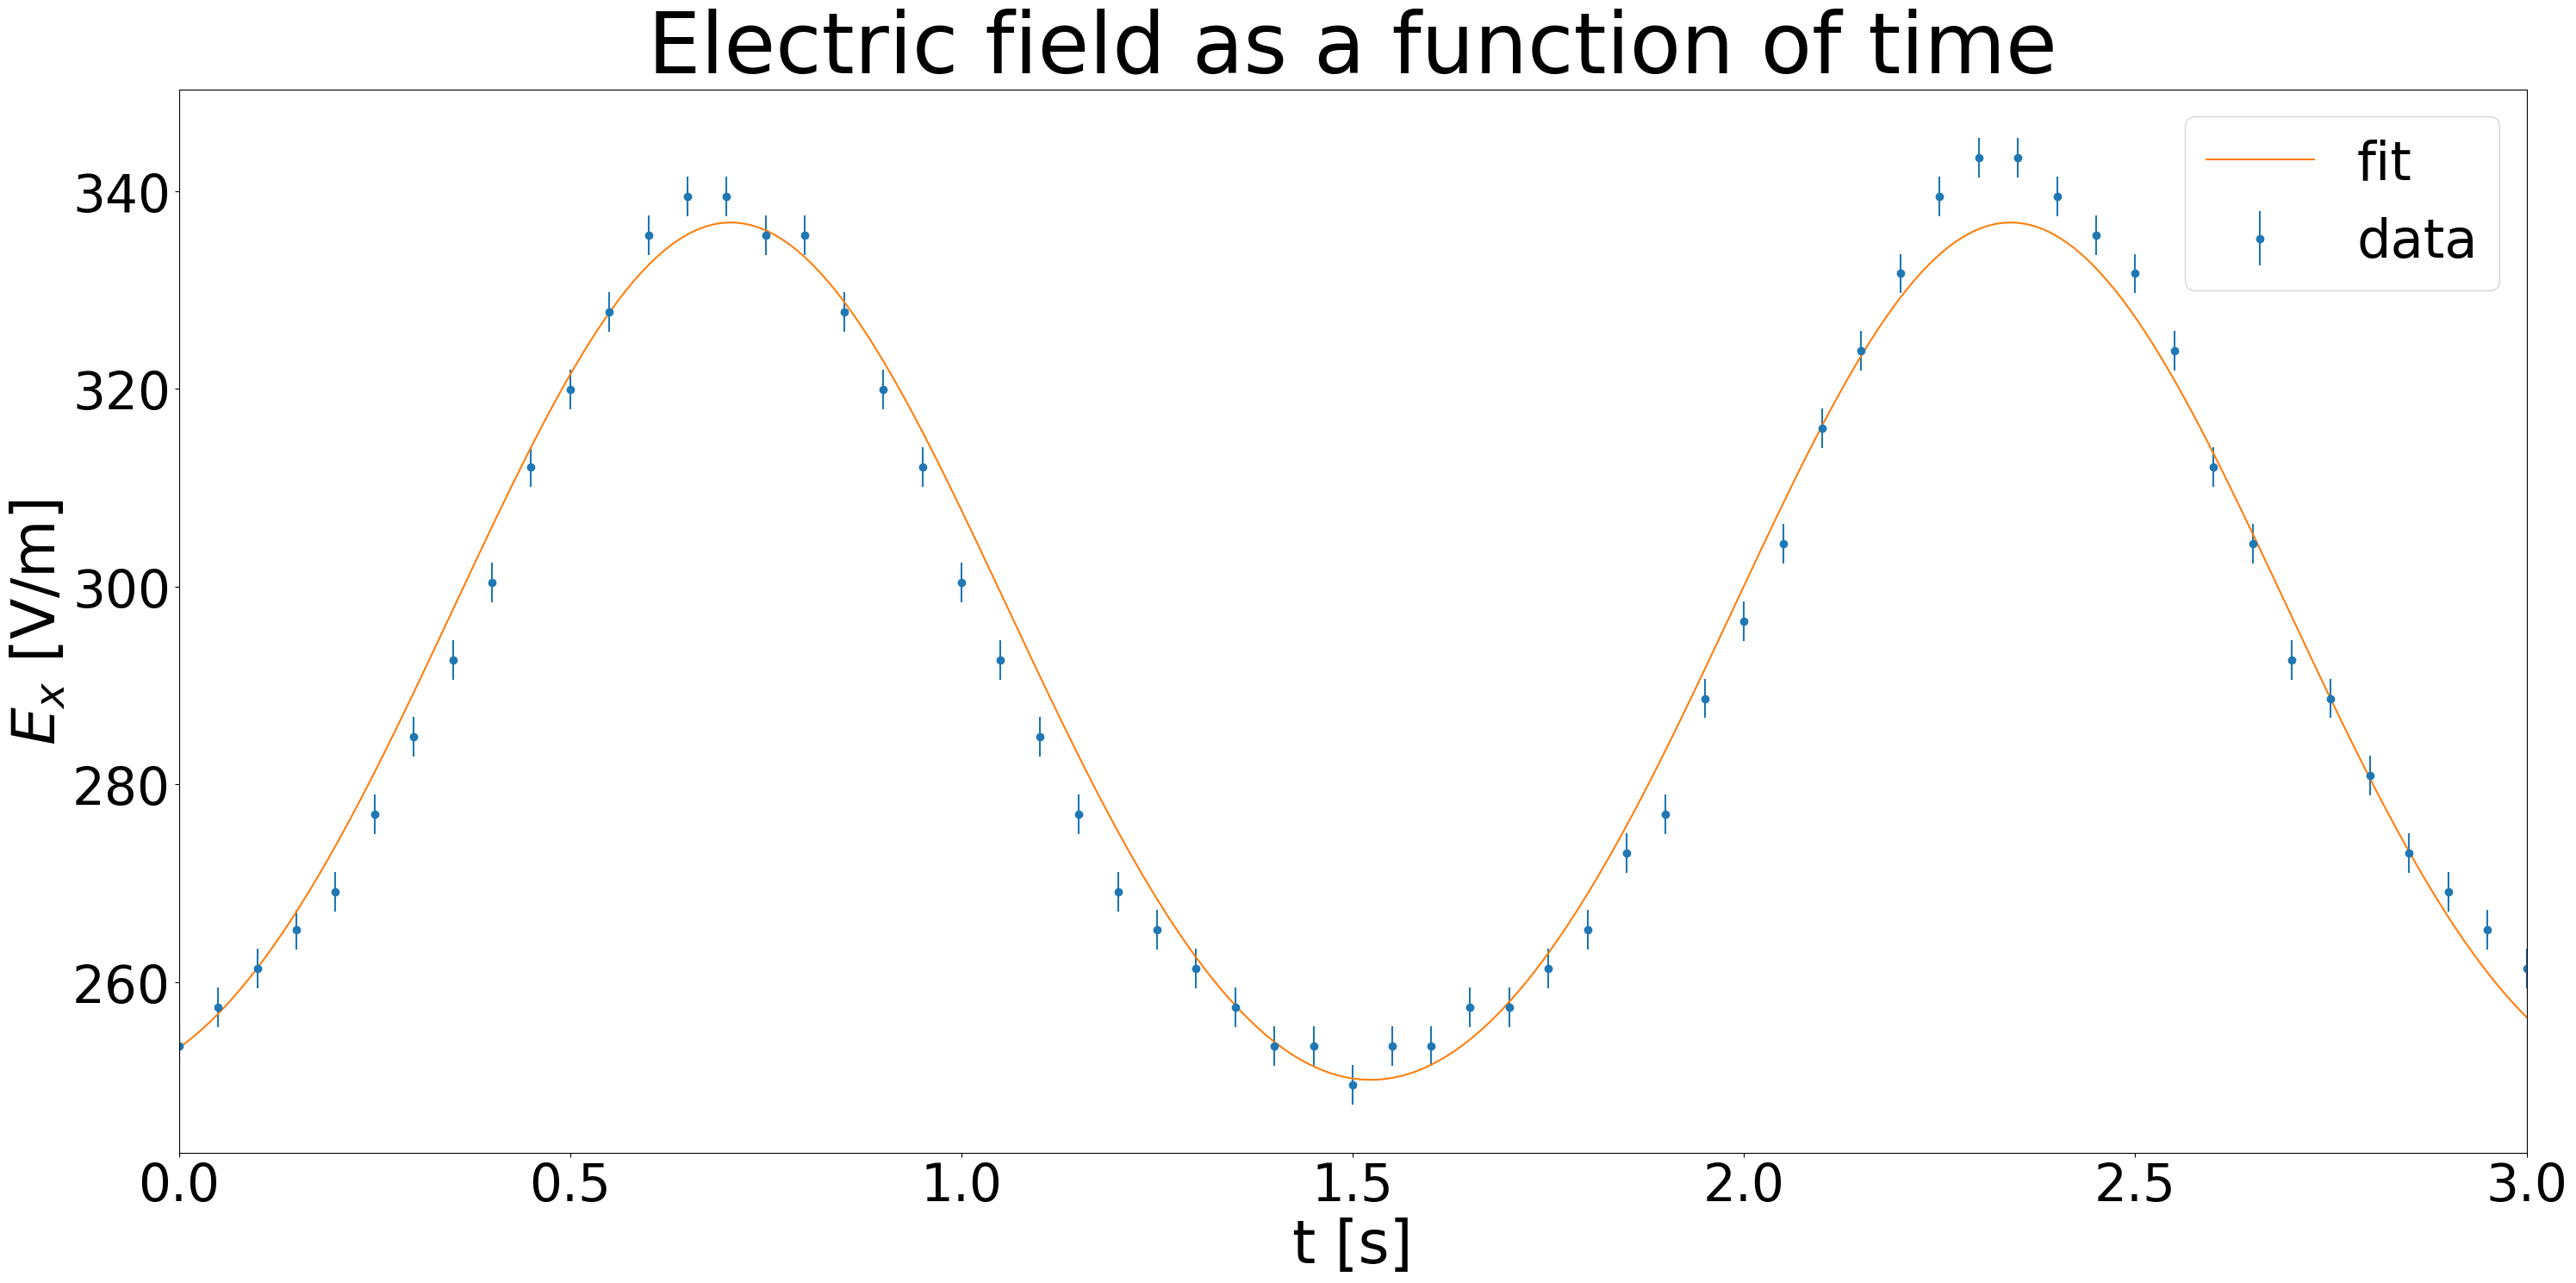 Electric field as a function of time
fit
data
340
320
300
280
260
E_x [V/m]
0.0 0.5 1.0 1.5 2.0 2.5 3.0
t [s]